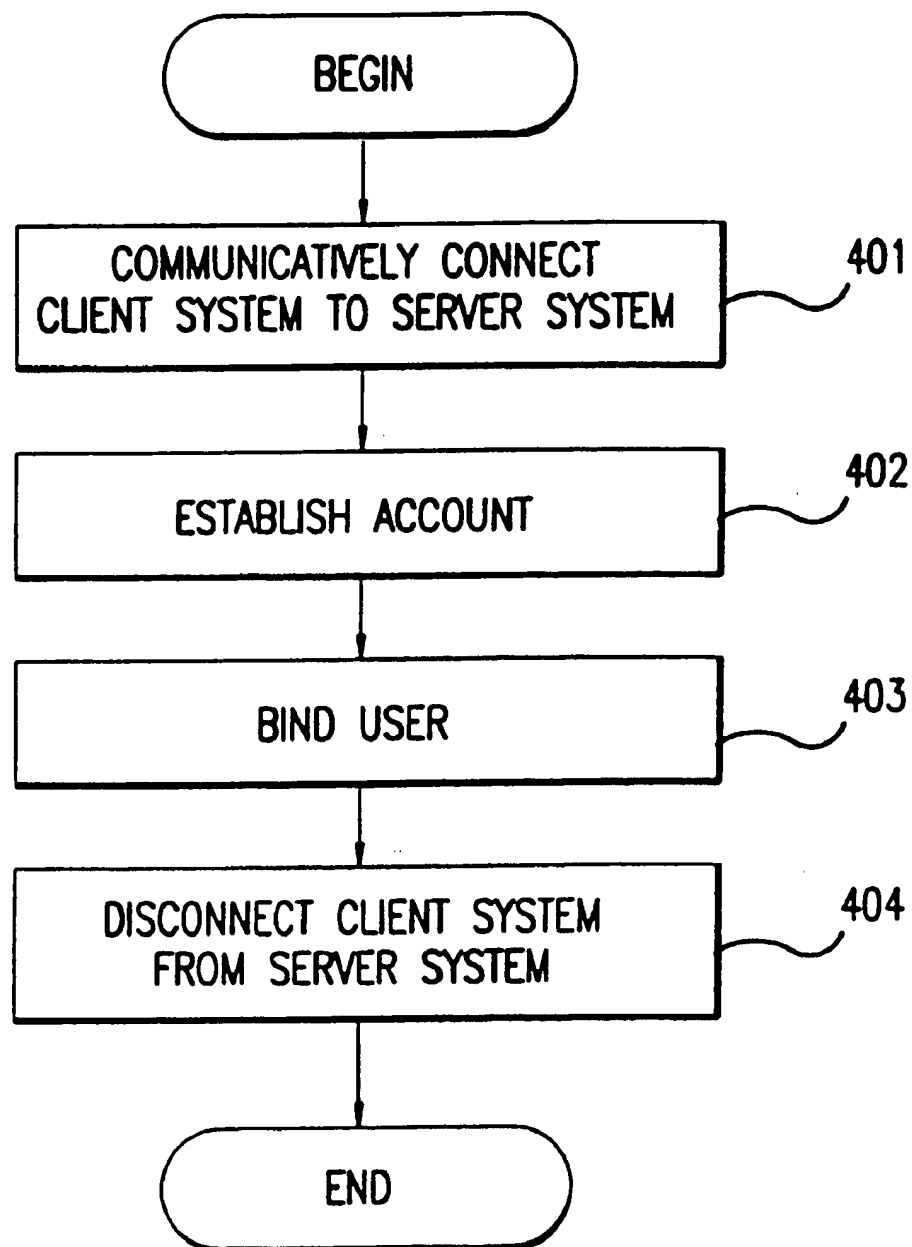 BEGIN
COMMUNICATIVELY CONNECT
CLIENT SYSTEM TO SERVER SYSTEM
401
ESTABLISH ACCOUNT
402
BIND USER
403
DISCONNECT CLIENT SYSTEM
FROM SERVER SYSTEM
404
END